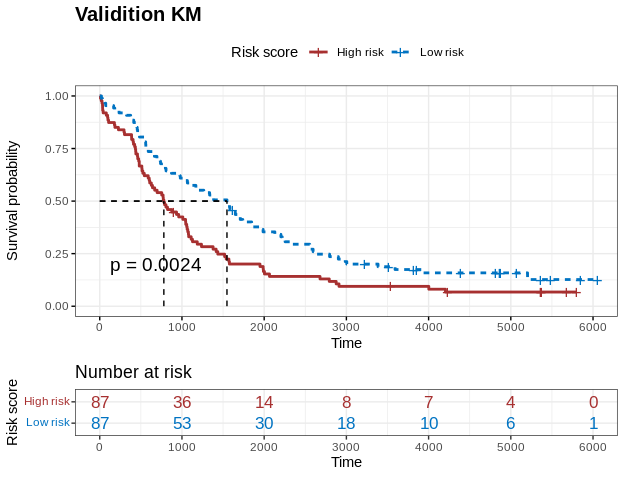 Validition KM
Risk score High risk Low risk
Survival probability
1.00
0.75
0.50
0.25
0.00
p = 0.0024
0 1000 2000 3000 4000 5000 6000
Time
Number at risk
Risk score
High risk 87 36 14 8 7 4 0
Low risk 87 53 30 18 10 6 1
0 1000 2000 3000 4000 5000 6000
Time